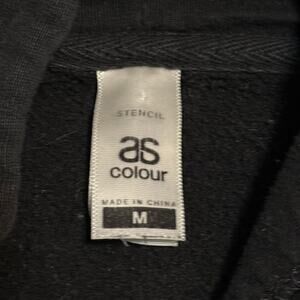 STENCIL
as
colour
MADE IN CHINA
M